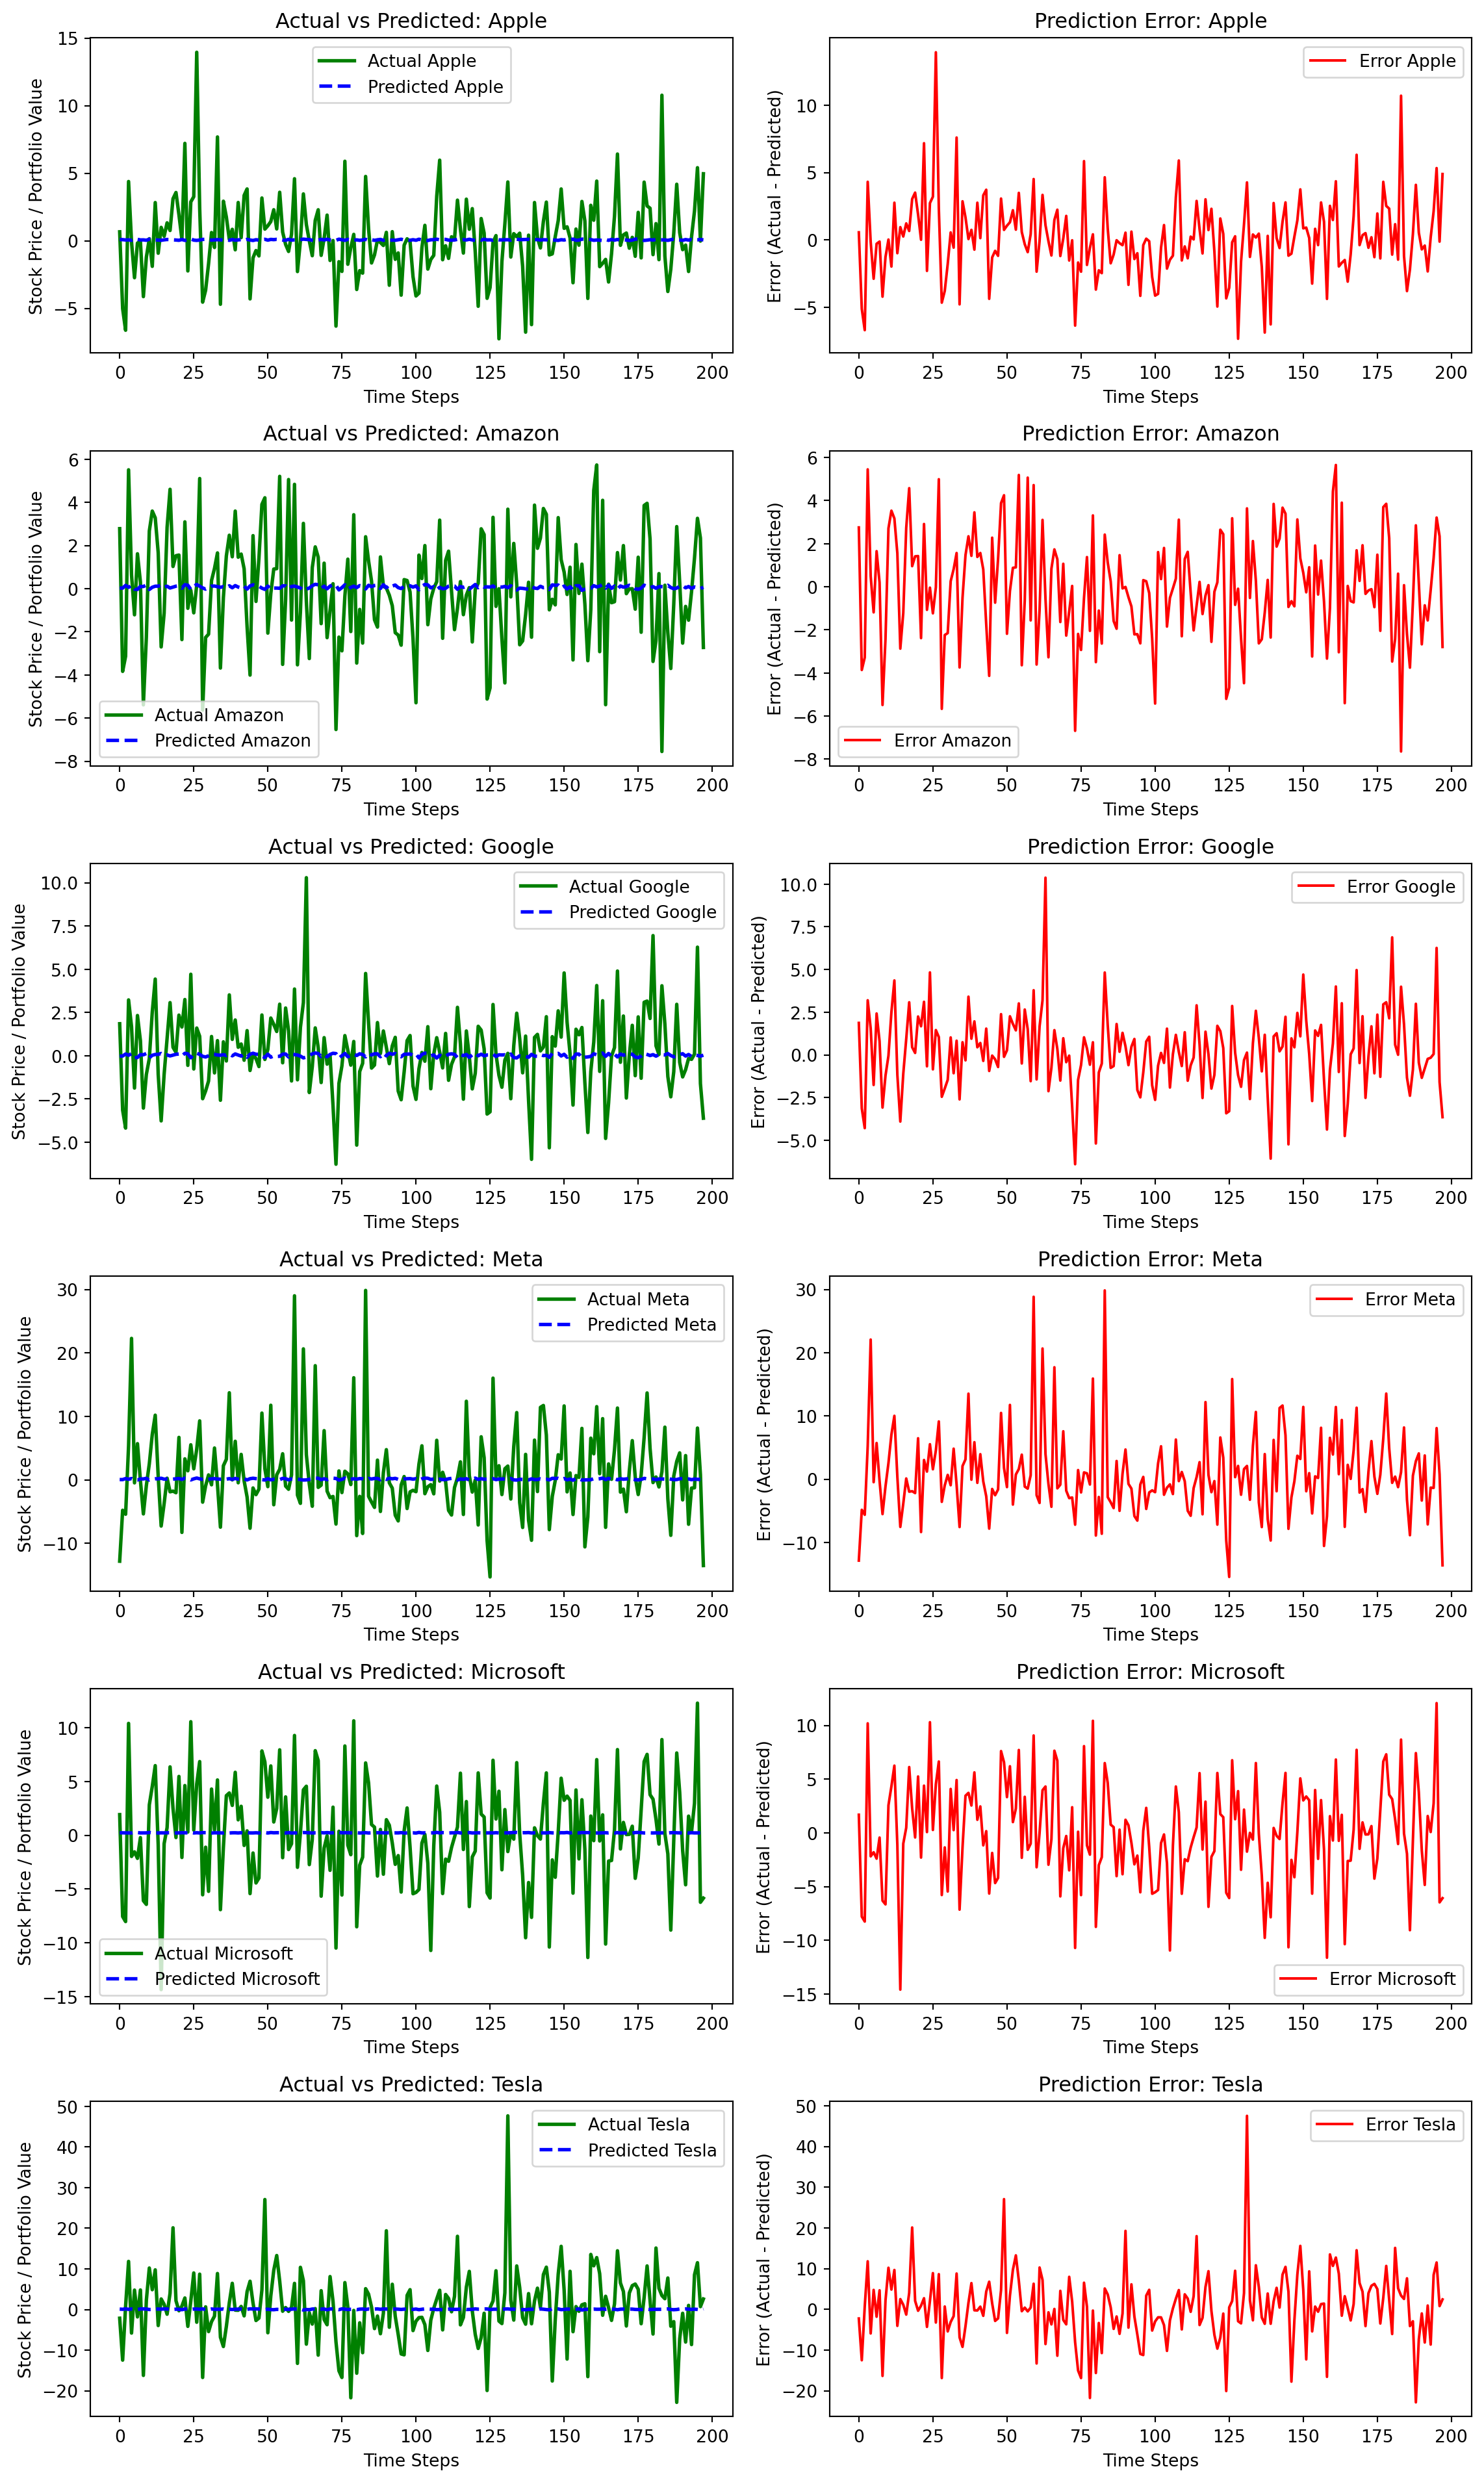 Actual vs Predicted: Apple
Stock Price / Portfolio Value
15
10
5
0
−5
Actual Apple
Predicted Apple
0 25 50 75 100 125 150 175 200
Time Steps
Prediction Error: Apple
Error (Actual - Predicted)
10
5
0
−5
Error Apple
0 25 50 75 100 125 150 175 200
Time Steps
Actual vs Predicted: Amazon
Stock Price / Portfolio Value
6
4
2
0
−2
−4
−6
−8
Actual Amazon
Predicted Amazon
0 25 50 75 100 125 150 175 200
Time Steps
Prediction Error: Amazon
Error (Actual - Predicted)
6
4
2
0
−2
−4
−6
−8
Error Amazon
0 25 50 75 100 125 150 175 200
Time Steps
Actual vs Predicted: Google
Stock Price / Portfolio Value
10.0
7.5
5.0
2.5
0.0
−2.5
−5.0
Actual Google
Predicted Google
0 25 50 75 100 125 150 175 200
Time Steps
Prediction Error: Google
Error (Actual - Predicted)
10.0
7.5
5.0
2.5
0.0
−2.5
−5.0
Error Google
0 25 50 75 100 125 150 175 200
Time Steps
Actual vs Predicted: Meta
Stock Price / Portfolio Value
30
20
10
0
−10
Actual Meta
Predicted Meta
0 25 50 75 100 125 150 175 200
Time Steps
Prediction Error: Meta
Error (Actual - Predicted)
30
20
10
0
−10
Error Meta
0 25 50 75 100 125 150 175 200
Time Steps
Actual vs Predicted: Microsoft
Stock Price / Portfolio Value
10
5
0
−5
−10
−15
Actual Microsoft
Predicted Microsoft
0 25 50 75 100 125 150 175 200
Time Steps
Prediction Error: Microsoft
Error (Actual - Predicted)
10
5
0
−5
−10
−15
Error Microsoft
0 25 50 75 100 125 150 175 200
Time Steps
Actual vs Predicted: Tesla
Stock Price / Portfolio Value
50
40
30
20
10
0
−10
−20
Actual Tesla
Predicted Tesla
0 25 50 75 100 125 150 175 200
Time Steps
Prediction Error: Tesla
Error (Actual - Predicted)
50
40
30
20
10
0
−10
−20
Error Tesla
0 25 50 75 100 125 150 175 200
Time Steps